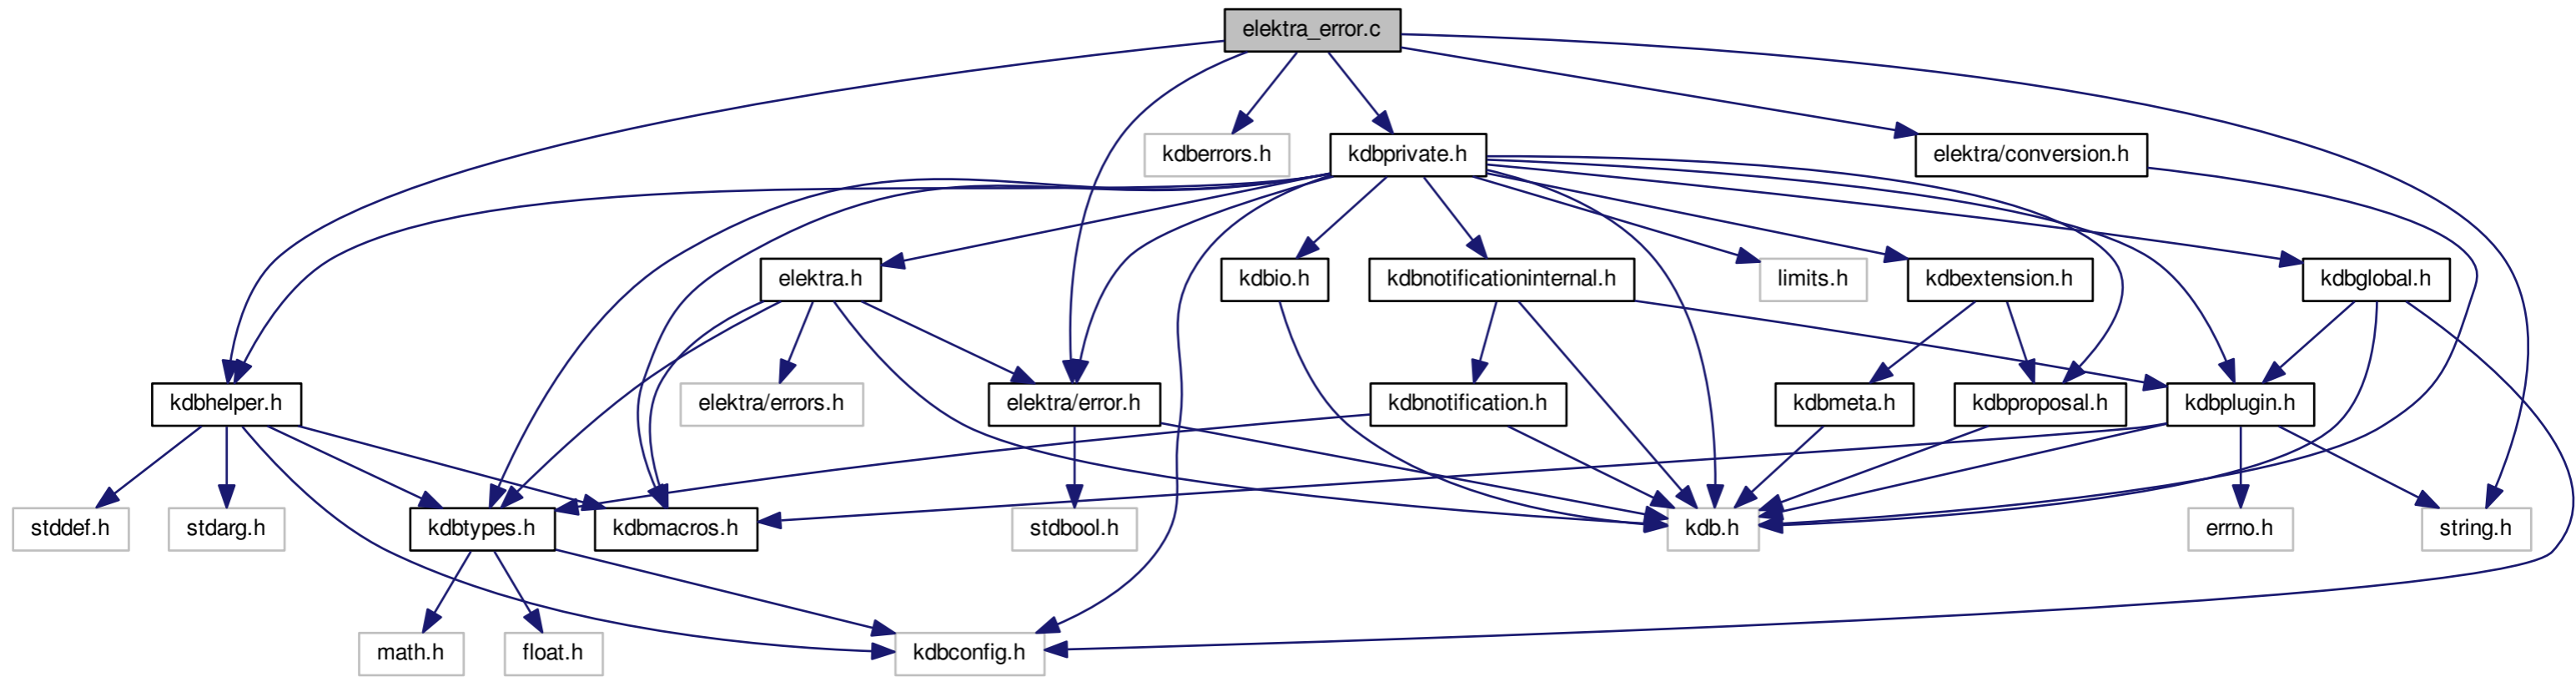 elektra_error.c
kdberrors.h
kdbprivate.h
elektra/conversion.h
elektra.h
kdbio.h
kdbnotificationinternal.h
limits.h
kdbextension.h
kdbglobal.h
kdbhelper.h
elektra/errors.h
elektra/error.h
kdbnotification.h
kdbmeta.h
kdbproposal.h
kdbplugin.h
stddef.h
stdarg.h
kdbtypes.h
kdbmacros.h
stdbool.h
kdb.h
errno.h
string.h
math.h
float.h
kdbconfig.h